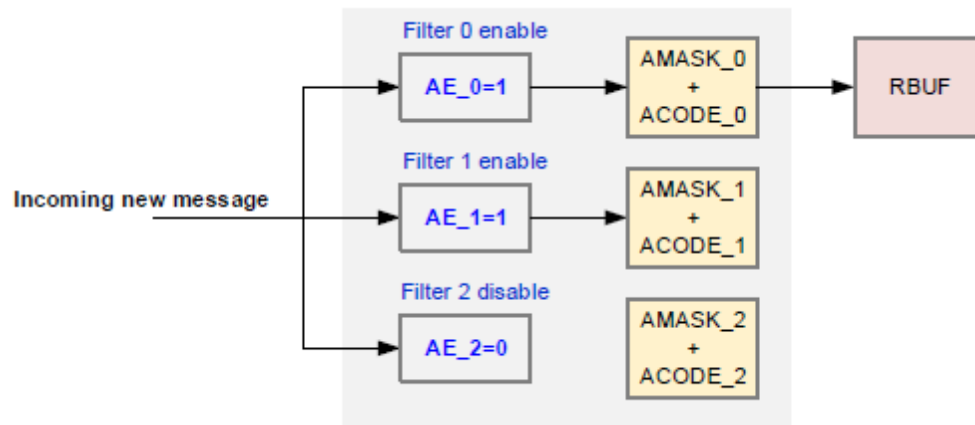 Filter 0 enable
AE_0=1
AMASK_0
+
ACODE_0
RBUF
Filter 1 enable
Incoming new message
AE_1=1
AMASK_1
+
ACODE_1
Filter 2 disable
AE_2=0
AMASK_2
+
ACODE_2